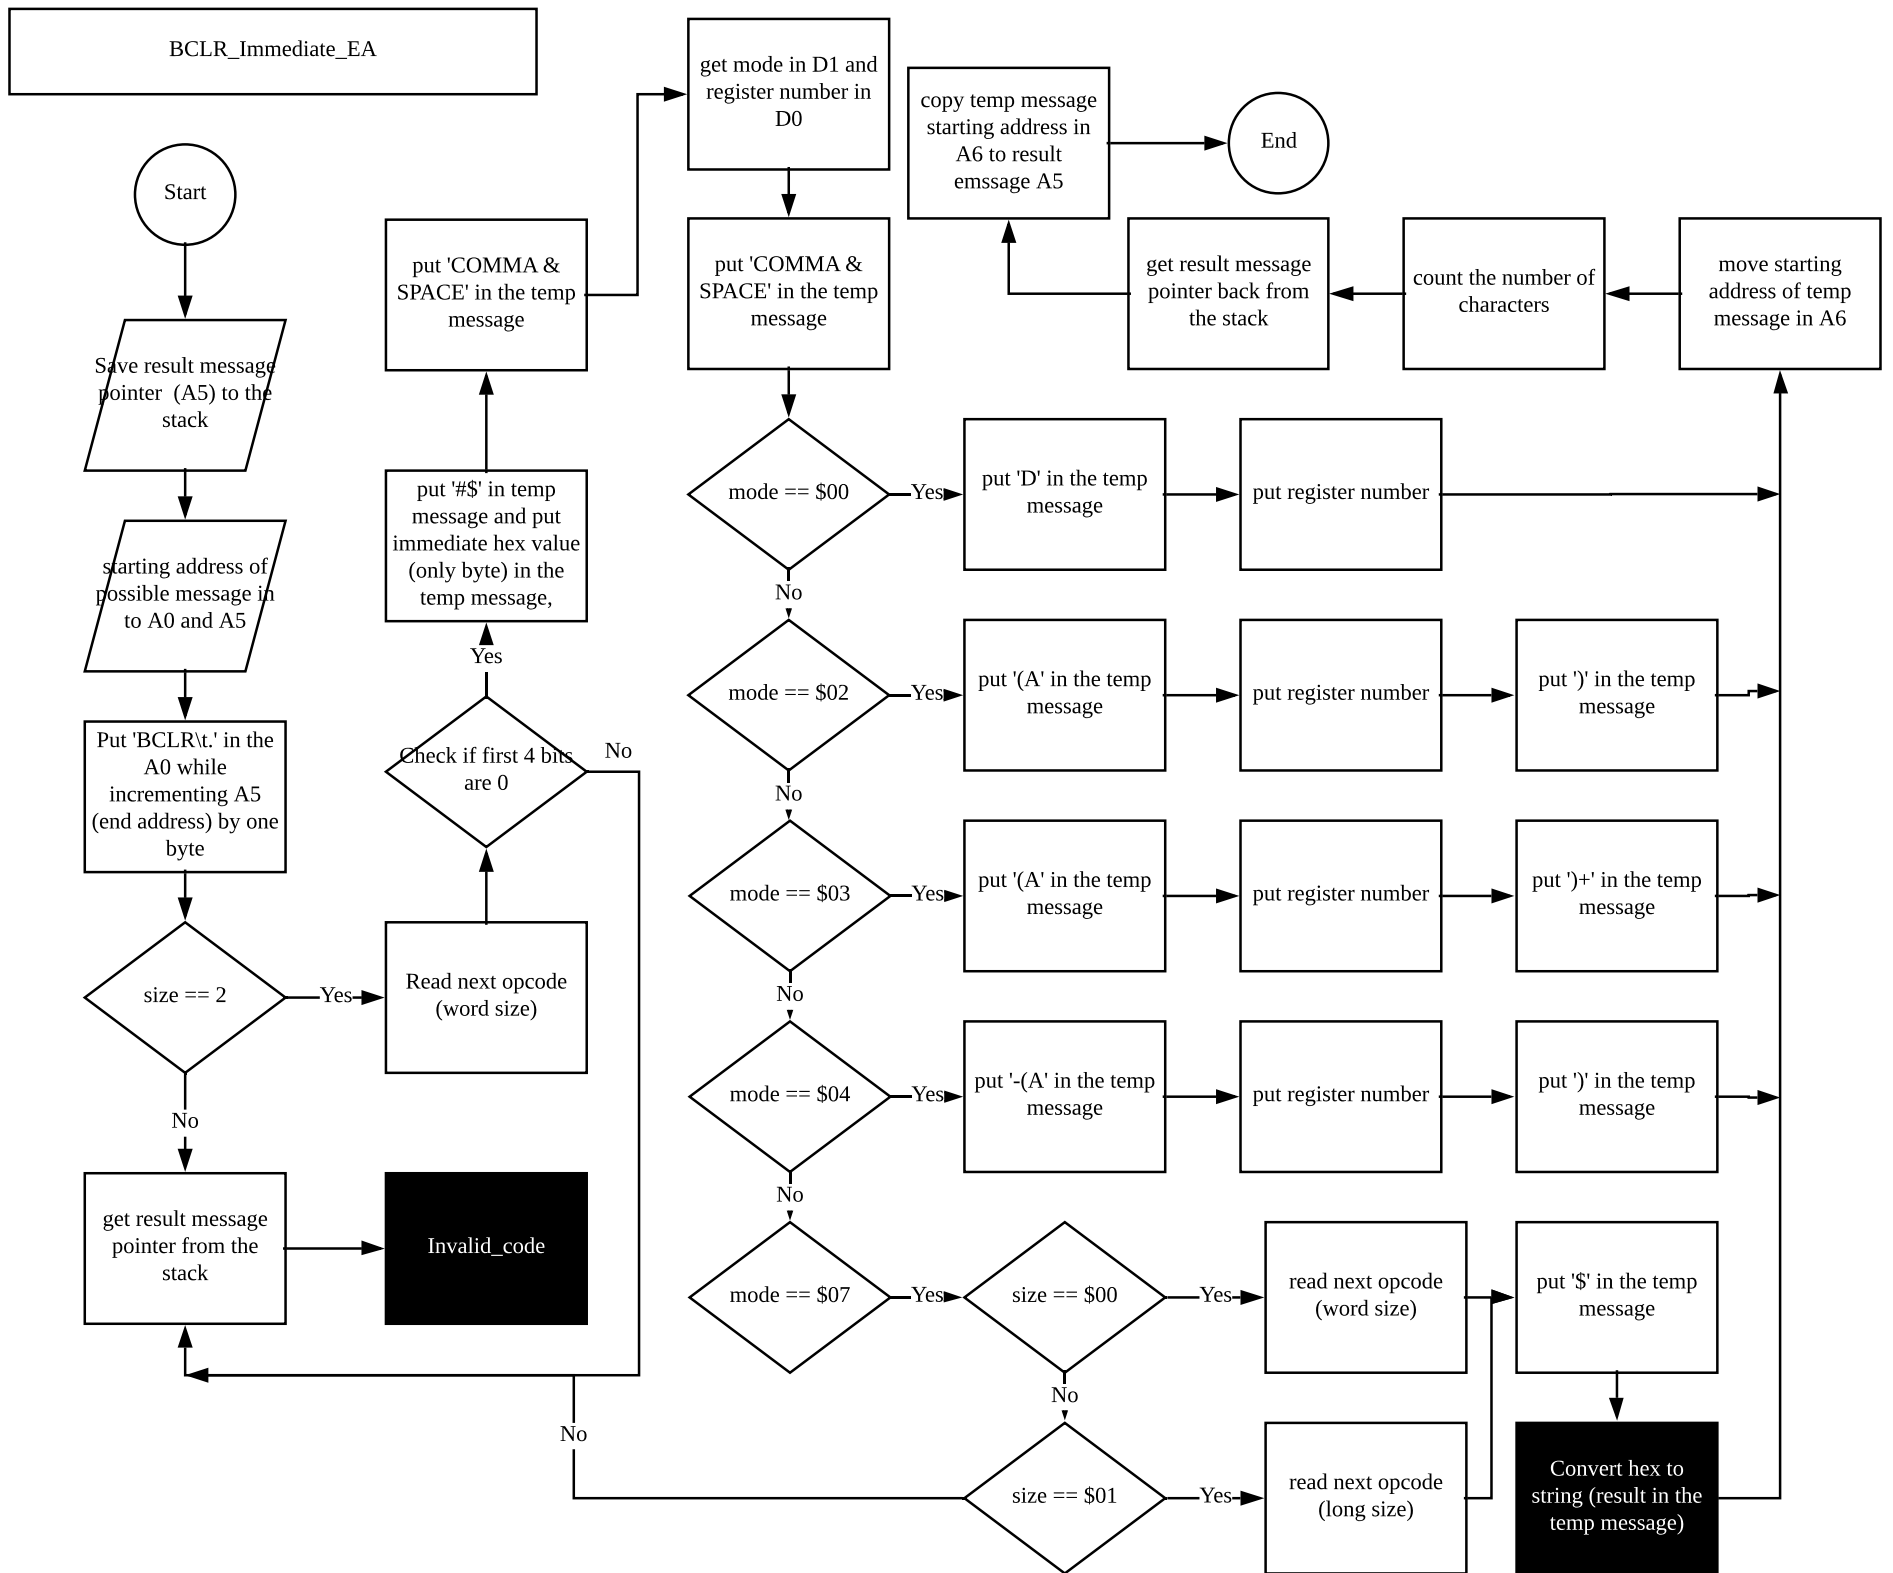 BCLR_Immediate_EA
Start
Save result message
pointer (A5) to the
stack
starting address of
possible message in
to A0 and A5
Put 'BCLR\t.' in the
A0 while
incrementing A5
(end address) by one
byte
size == 2
Yes
No
get result message
pointer from the
stack
Invalid_code
Read next opcode
(word size)
Check if first 4 bits
are 0
No
Yes
put '#$' in temp
message and put
immediate hex value
(only byte) in the
temp message,
put 'COMMA &
SPACE' in the temp
message
get mode in D1 and
register number in
D0
put 'COMMA &
SPACE' in the temp
message
mode == $00
Yes
put 'D' in the temp
message
put register number
No
mode == $02
Yes
put '(A' in the temp
message
put register number
put ')' in the temp
message
No
mode == $03
Yes
put '(A' in the temp
message
put register number
put ')+' in the temp
message
No
mode == $04
Yes
put '-(A' in the temp
message
put register number
put ')' in the temp
message
No
mode == $07
Yes
size == $00
Yes
read next opcode
(word size)
put '$' in the temp
message
No
size == $01
No
Yes
read next opcode
(long size)
Convert hex to
string (result in the
temp message)
move starting
address of temp
message in A6
count the number of
characters
get result message
pointer back from
the stack
copy temp message
starting address in
A6 to result
emssage A5
End